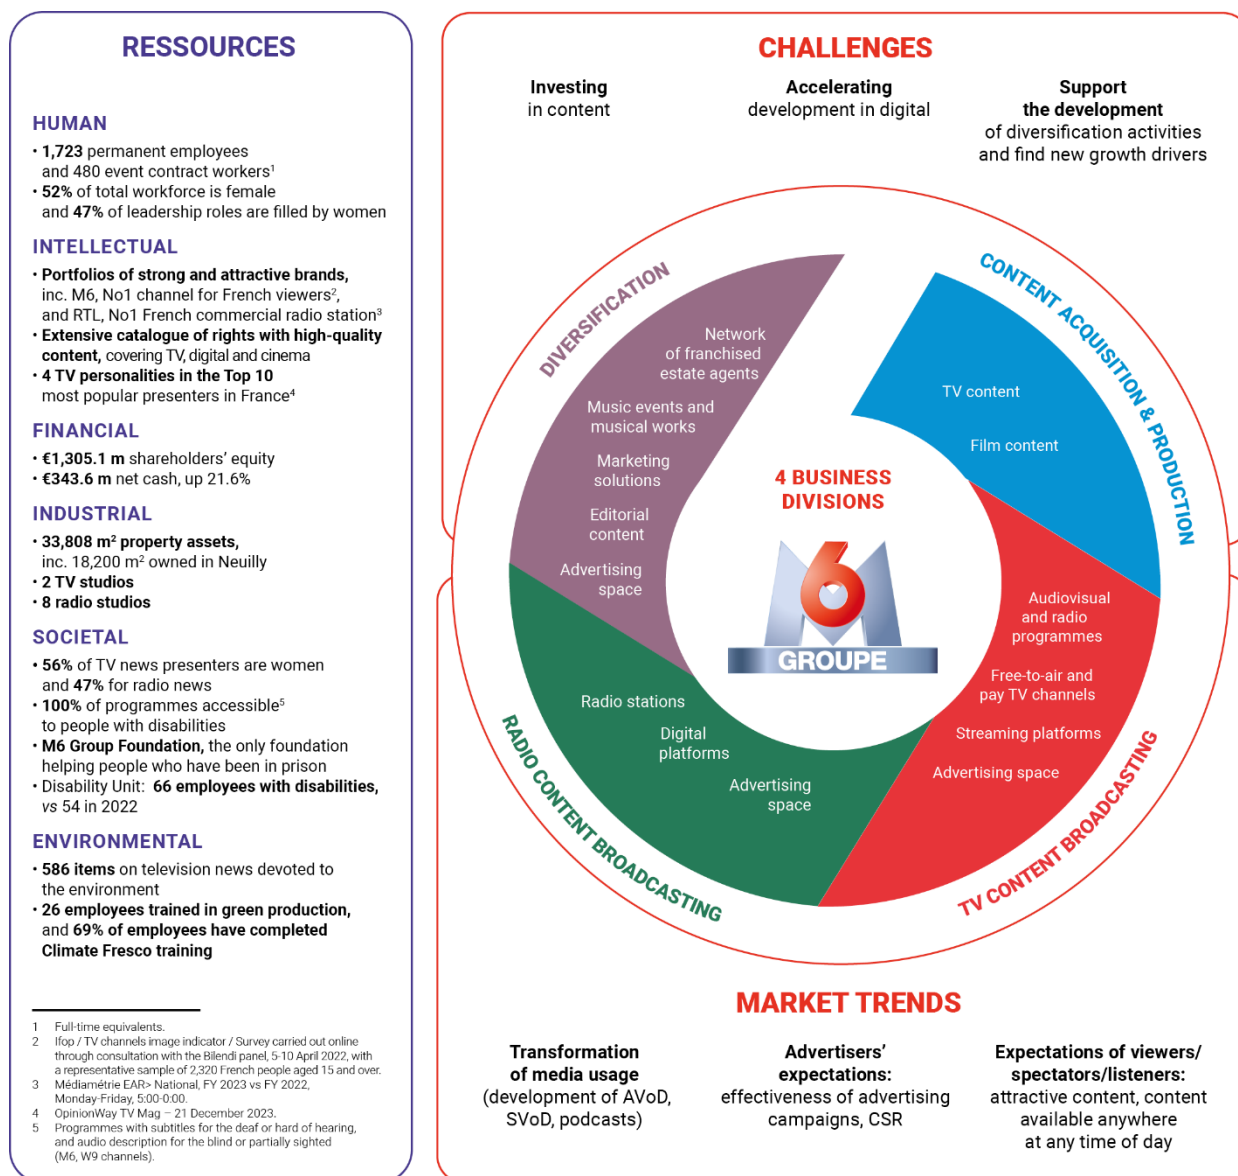 RESSOURCES
HUMAN
• 1,723 permanent employees
and 480 event contract workers¹
• 52% of total workforce is female
and 47% of leadership roles are filled by women
INTELLECTUAL
• Portfolios of strong and attractive brands,
inc. M6, No1 channel for French viewers²,
and RTL, No1 French commercial radio station³
• Extensive catalogue of rights with high-quality
content, covering TV, digital and cinema
• 4 TV personalities in the Top 10
most popular presenters in France⁴
FINANCIAL
• €1,305.1 m shareholders’ equity
• €343.6 m net cash, up 21.6%
INDUSTRIAL
• 33,808 m² property assets,
inc. 18,200 m² owned in Neuilly
• 2 TV studios
• 8 radio studios
SOCIETAL
• 56% of TV news presenters are women
and 47% for radio news
• 100% of programmes accessible⁵
to people with disabilities
• M6 Group Foundation, the only foundation
helping people who have been in prison
• Disability Unit: 66 employees with disabilities,
vs 54 in 2022
ENVIRONMENTAL
• 586 items on television news devoted to
the environment
• 26 employees trained in green production,
and 69% of employees have completed
Climate Fresco training
1 Full-time equivalents.
2 Ifop / TV channels image indicator / Survey carried out online
through consultation with the Bilendi panel, 5-10 April 2022, with
a representative sample of 2,320 French people aged 15 and over.
3 Médiamétrie EAR> National, FY 2023 vs FY 2022,
Monday-Friday, 5:00-0:00.
4 OpinionWay TV Mag – 21 December 2023.
5 Programmes with subtitles for the deaf or hard of hearing,
and audio description for the blind or partially sighted
(M6, W9 channels).
CHALLENGES
Investing
in content
Accelerating
development in digital
Support
the development
of diversification activities
and find new growth drivers
DIVERSIFICATION
Network
of franchised
estate agents
Music events and
musical works
Marketing
solutions
Editorial
content
Advertising
space
CONTENT ACQUISITION & PRODUCTION
TV content
Film content
4 BUSINESS
DIVISIONS
M6
GROUPE
TV CONTENT BROADCASTING
Audiovisual
and radio
programmes
Free-to-air and
pay TV channels
Streaming platforms
Advertising space
RADIO CONTENT BROADCASTING
Radio stations
Digital
platforms
Advertising
space
MARKET TRENDS
Transformation
of media usage
(development of AVoD,
SVoD, podcasts)
Advertisers’
expectations:
effectiveness of advertising
campaigns, CSR
Expectations of viewers/
spectators/listeners:
attractive content, content
available anywhere
at any time of day